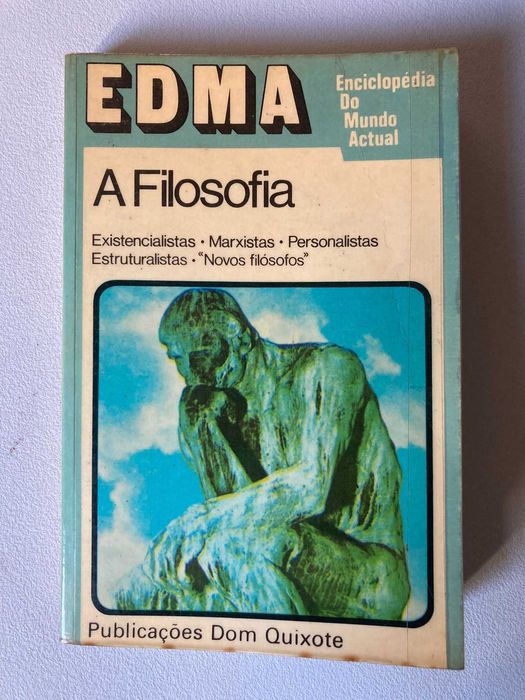 EDMA
Enciclopédia
Do
Mundo
Actual
A Filosofia
Existencialistas • Marxistas • Personalistas
Estruturalistas • "Novos filósofos"
Publicações Dom Quixote